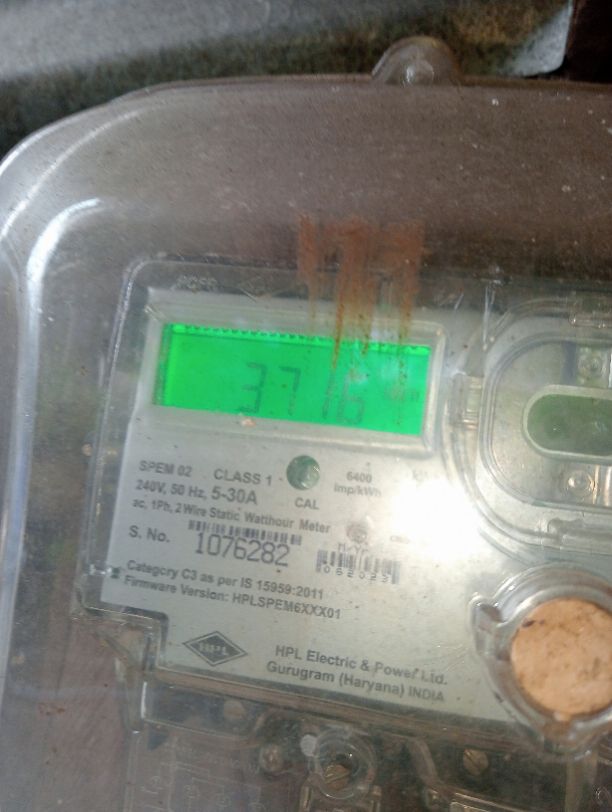 3716
SPEM 02 CLASS 1 6400
240V, 50 Hz, 5-30A CAL imp/kWh
ac, 1Ph, 2 Wire Static Watthour Meter
S. No. 1076282 M/Yr
062023
Category C3 as per IS 15959:2011
Firmware Version: HPLSPEM6XXX01
HPL
HPL Electric & Power Ltd.
Gurugram (Haryana) INDIA